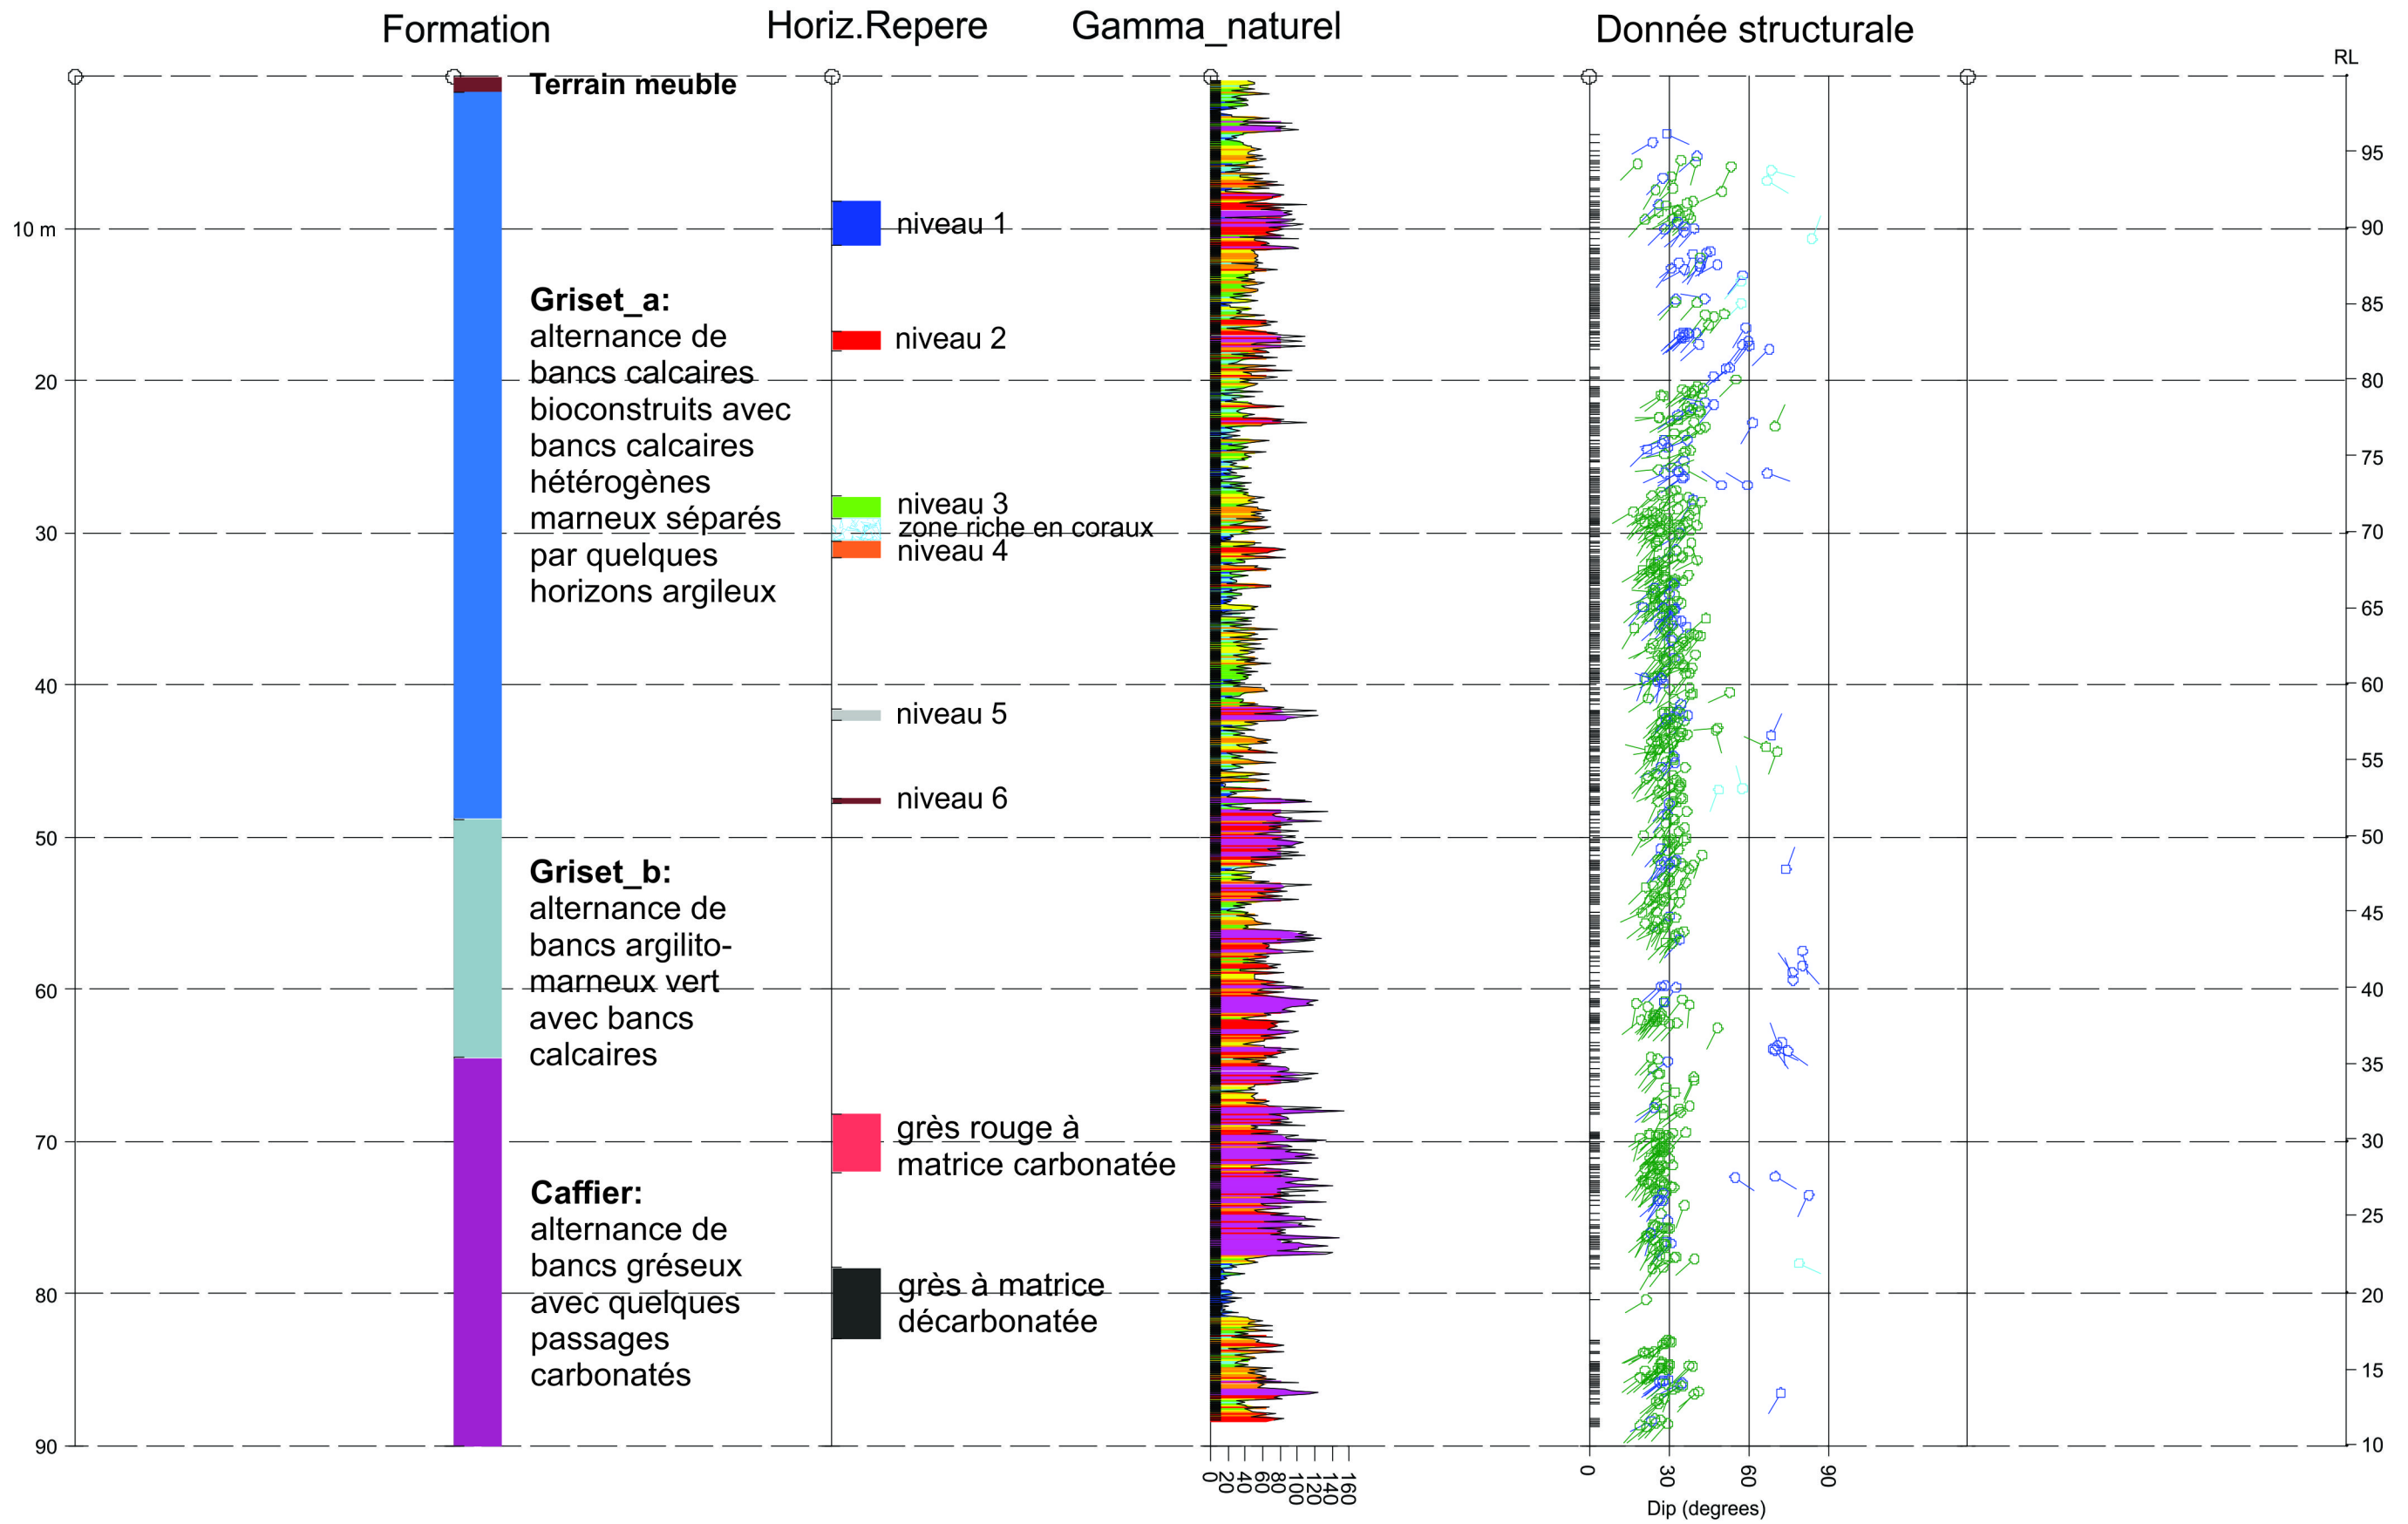 Formation
Horiz.Repere
Gamma_naturel
Donnée structurale
RL
Terrain meuble
95
niveau 1
10 m
90
Griset_a:
alternance de
bancs calcaires
bioconstruits avec
bancs calcaires
hétérogènes
marneux séparés
par quelques
horizons argileux
85
niveau 2
20
80
75
niveau 3
zone riche en coraux
niveau 4
30
70
65
40
60
niveau 5
55
niveau 6
50
50
Griset_b:
alternance de
bancs argilito-
marneux vert
avec bancs
calcaires
45
60
40
35
grès rouge à
matrice carbonatée
70
30
Caffier:
alternance de
bancs gréseux
avec quelques
passages
carbonatés
25
grès à matrice
décarbonatée
80
20
15
90
10
0 20 40 60 80 100 120 140 160
0 30 60 90
Dip (degrees)